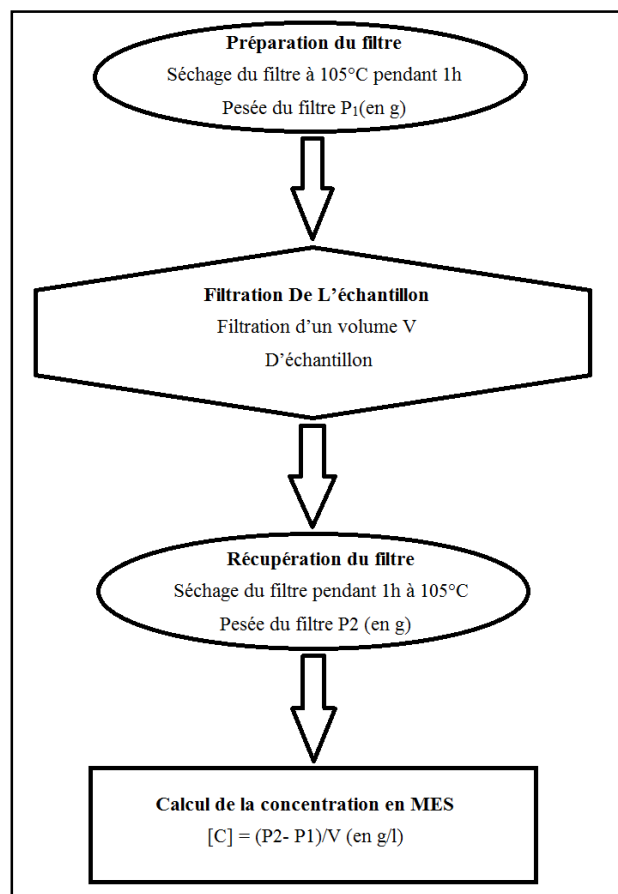 Préparation du filtre
Séchage du filtre à 105°C pendant 1h
Pesée du filtre P₁(en g)
Filtration De L’échantillon
Filtration d’un volume V
D’échantillon
Récupération du filtre
Séchage du filtre pendant 1h à 105°C
Pesée du filtre P2 (en g)
Calcul de la concentration en MES
[C] = (P2- P1)/V (en g/l)